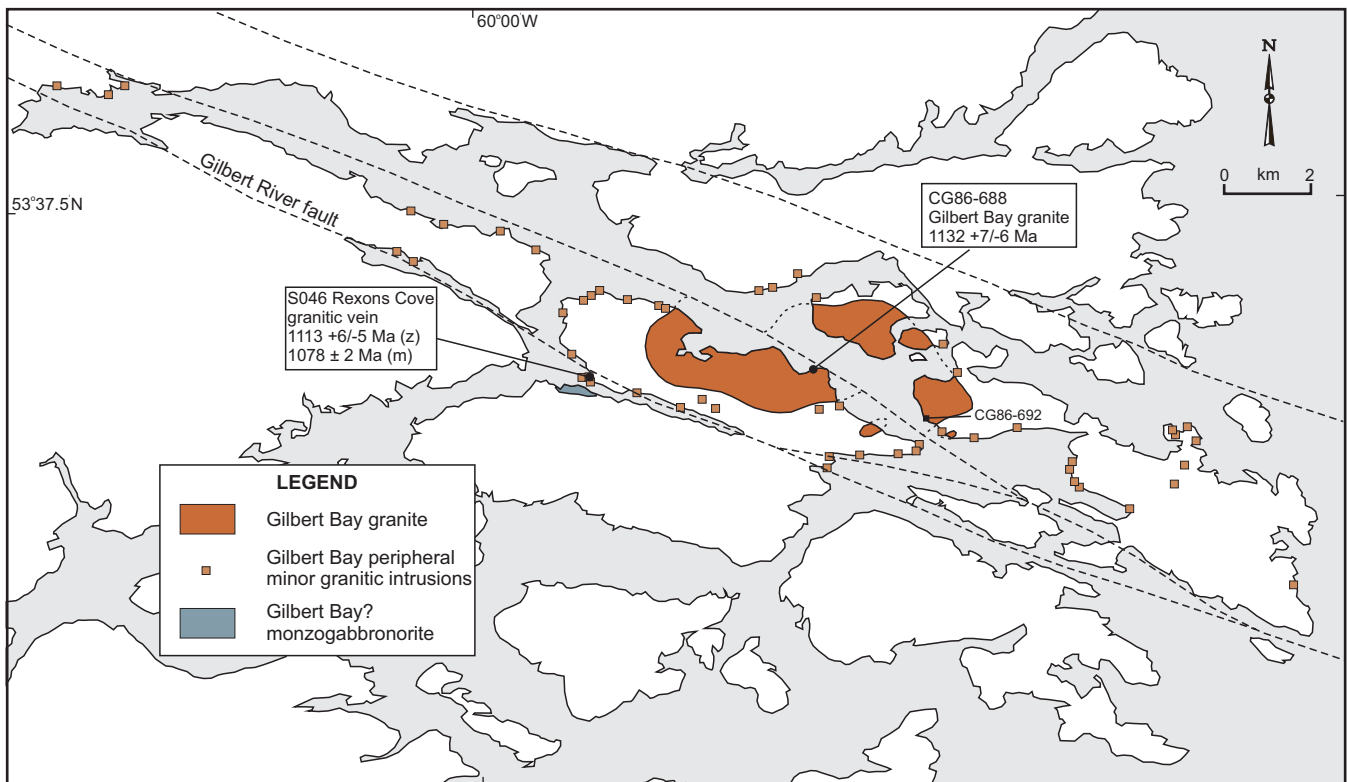 60°00'W
N
0 km 2
53°37.5'N
Gilbert River fault
CG86-688
Gilbert Bay granite
1132 +7/-6 Ma
S046 Rexons Cove
granitic vein
1113 +6/-5 Ma (z)
1078 ± 2 Ma (m)
CG86-692
LEGEND
Gilbert Bay granite
Gilbert Bay peripheral
minor granitic intrusions
Gilbert Bay?
monzogabbronorite